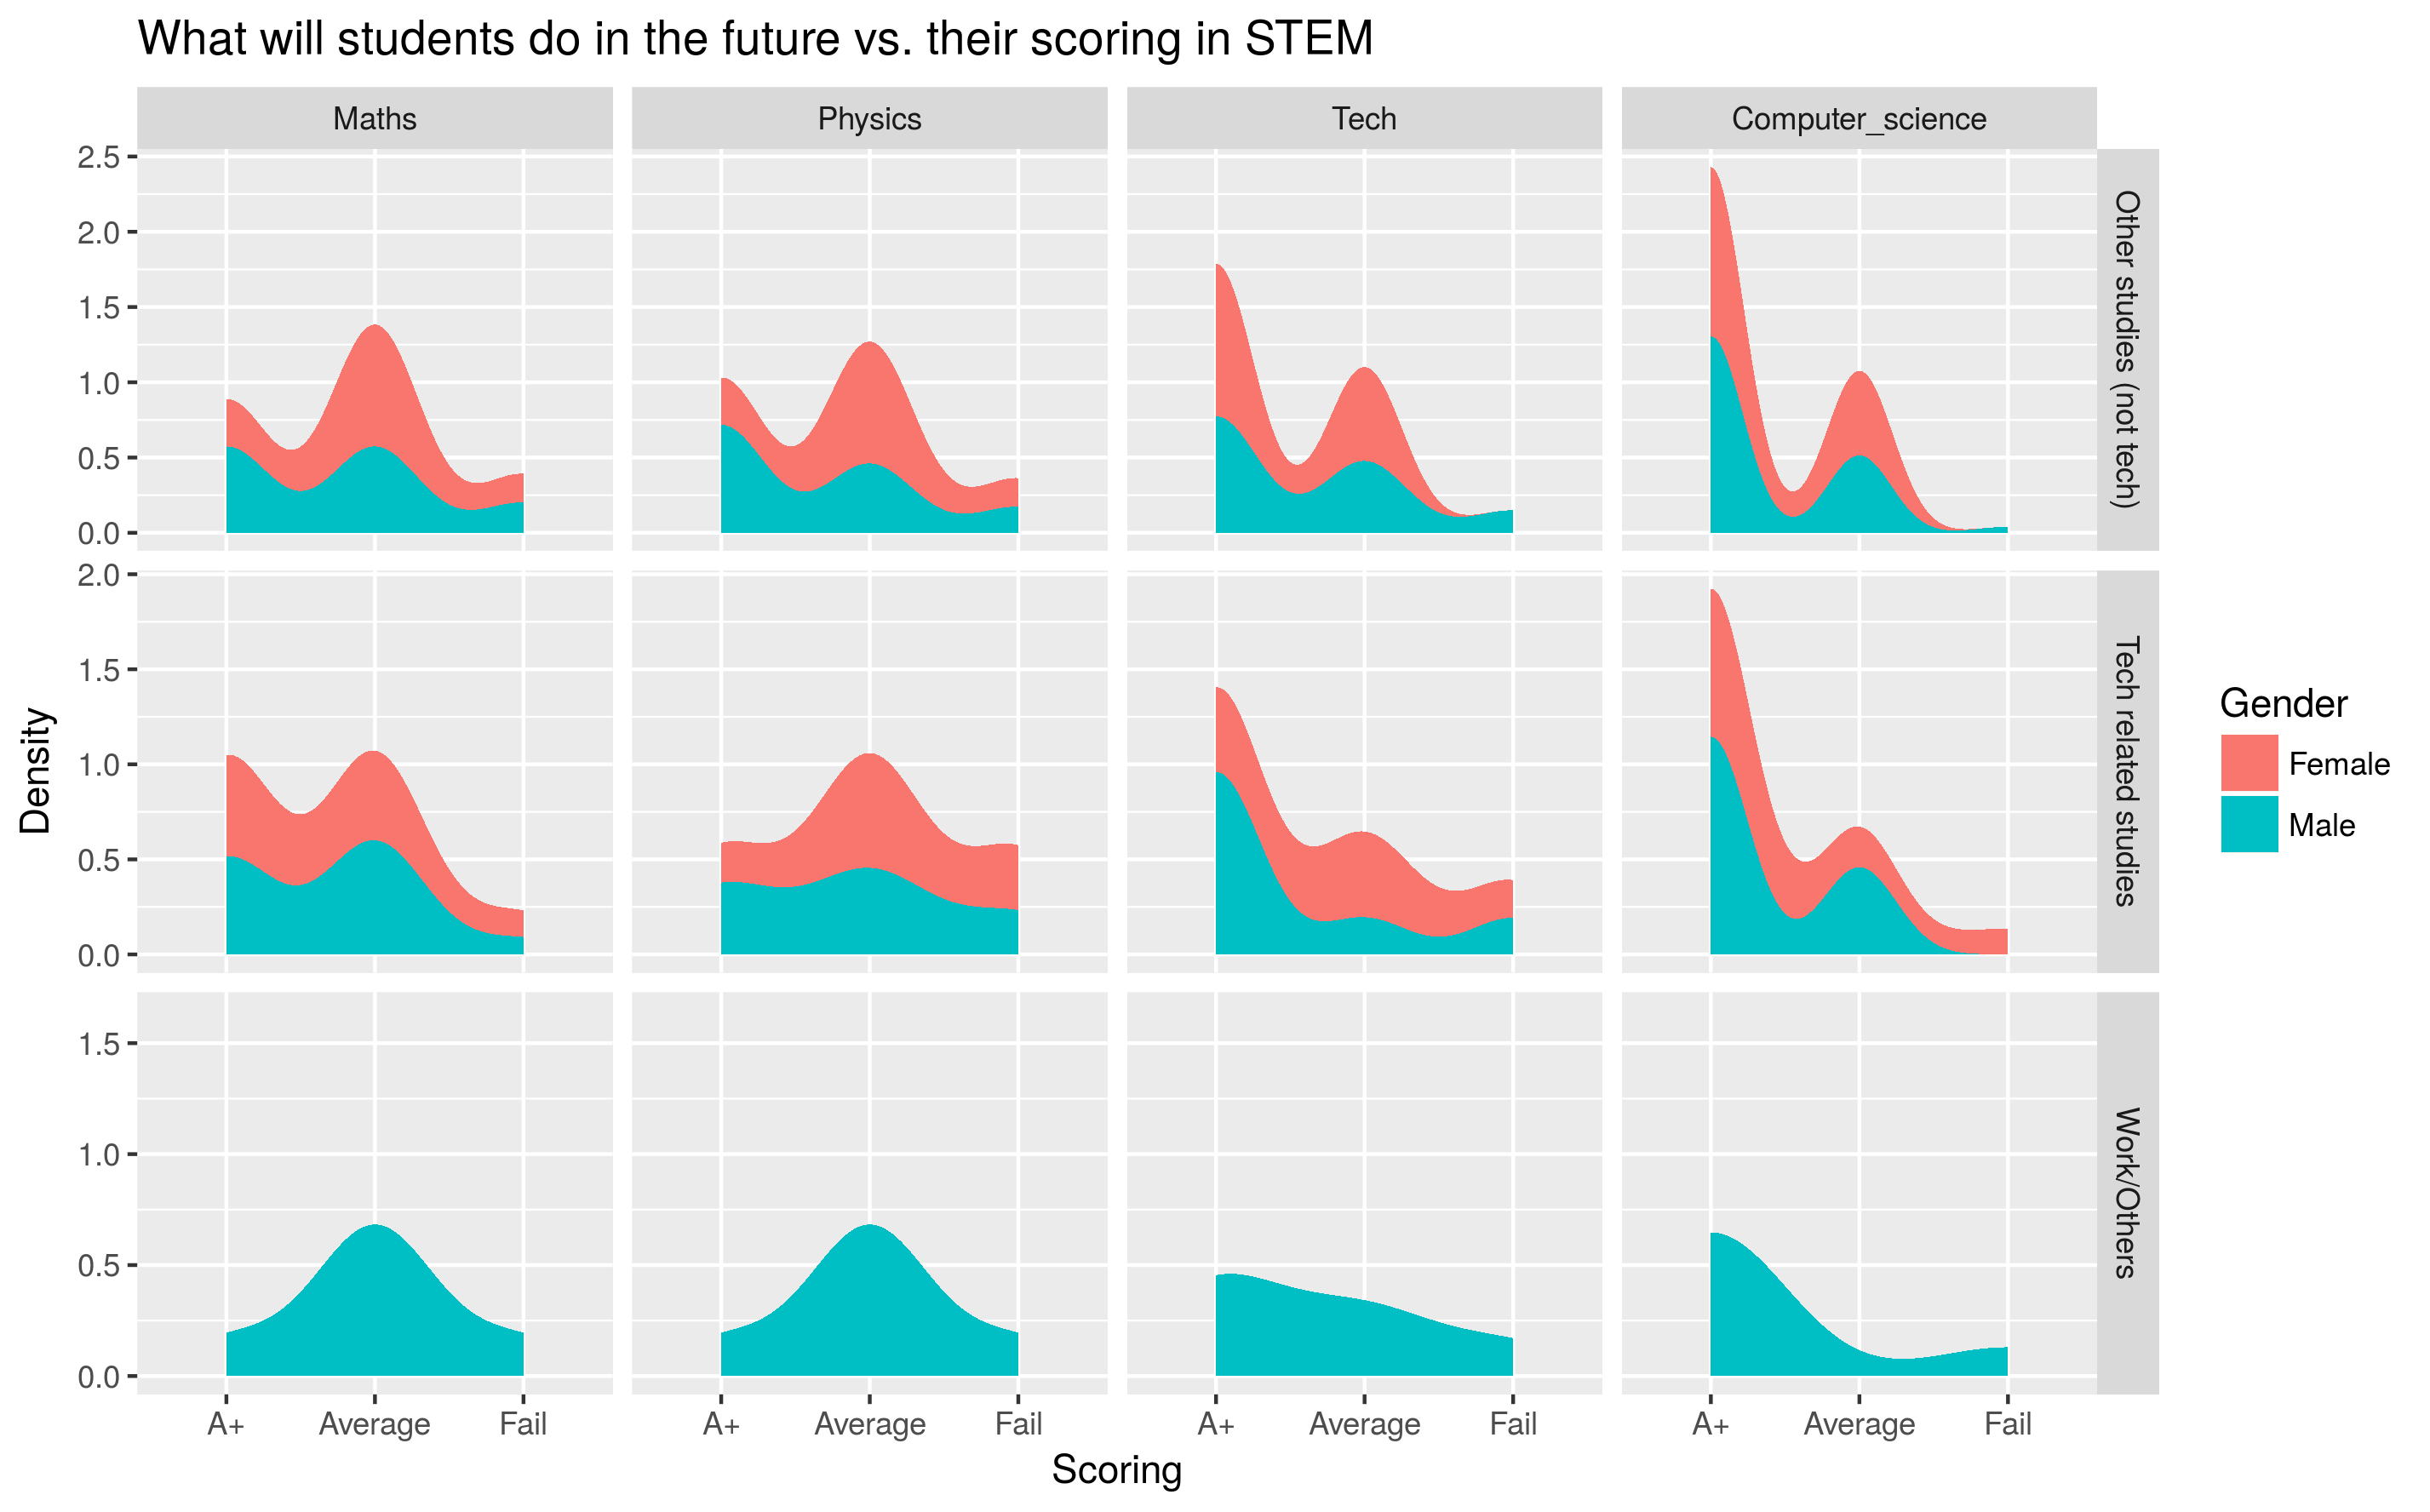 What will students do in the future vs. their scoring in STEM
Maths
Physics
Tech
Computer_science
2.5
2.0
1.5
1.0
0.5
0.0
Other studies (not tech)
2.0
1.5
1.0
0.5
0.0
Tech related studies
1.5
1.0
0.5
0.0
Work/Others
Density
A+ Average Fail
A+ Average Fail
A+ Average Fail
A+ Average Fail
Scoring
Gender
Female
Male